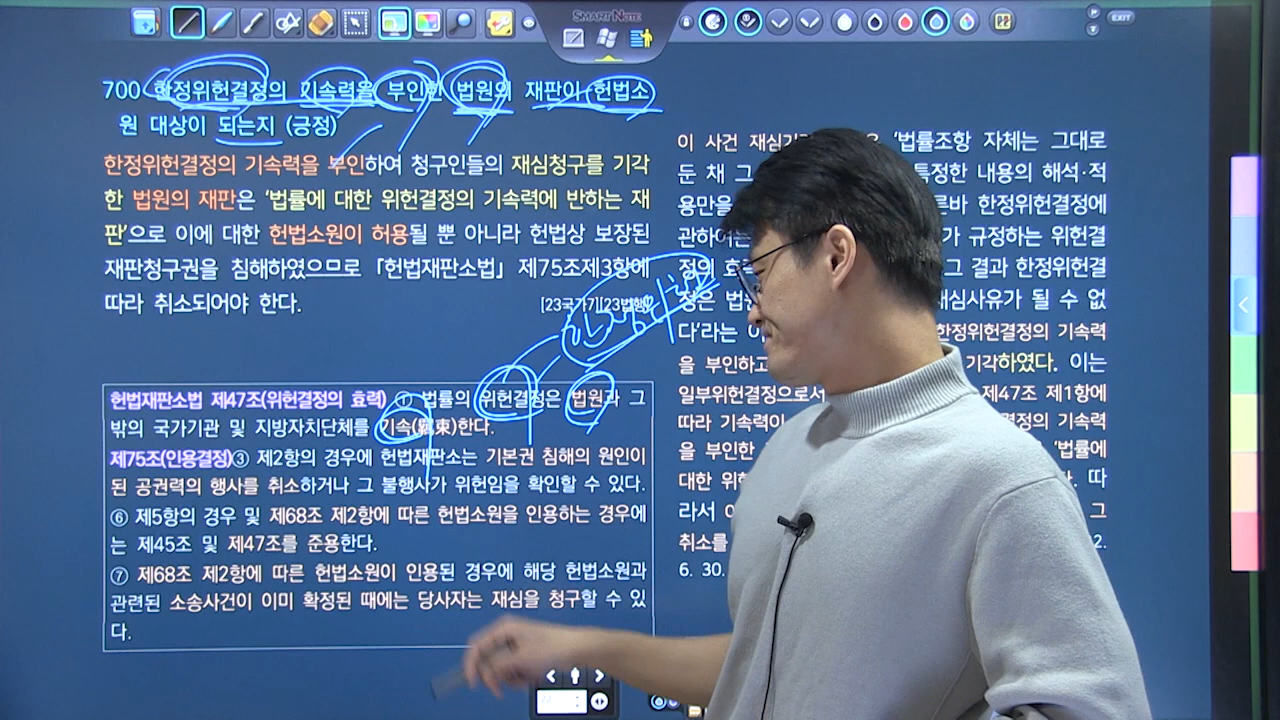 SMART NOTE
EXIT
700 한정위헌결정의 기속력을 부인한 법원의 재판이 헌법소
원 대상이 되는지 (긍정)
한정위헌결정의 기속력을 부인하여 청구인들의 재심청구를 기각
한 법원의 재판은 '법률에 대한 위헌결정의 기속력에 반하는 재
판'으로 이에 대한 헌법소원이 허용될 뿐 아니라 헌법상 보장된
재판청구권을 침해하였으므로 「헌법재판소법」 제75조제3항에
따라 취소되어야 한다.
[23국가7][23법행
헌법재판소법 제47조(위헌결정의 효력) ① 법률의 위헌결정은 법원과 그
밖의 국가기관 및 지방자치단체를 기속(羈束)한다.
제75조(인용결정)③ 제2항의 경우에 헌법재판소는 기본권 침해의 원인이
된 공권력의 행사를 취소하거나 그 불행사가 위헌임을 확인할 수 있다.
⑥ 제5항의 경우 및 제68조 제2항에 따른 헌법소원을 인용하는 경우에
는 제45조 및 제47조를 준용한다.
⑦ 제68조 제2항에 따른 헌법소원이 인용된 경우에 해당 헌법소원과
관련된 소송사건이 이미 확정된 때에는 당사자는 재심을 청구할 수 있
다.
이 사건 재심 '법률조항 자체는 그대로
둔 채 그 특정한 내용의 해석·적
용만을 한정위헌결정에
관하여는 가 규정하는 위헌결
정의 그 결과 한정위헌결
정은 법원 재심사유가 될 수 없
다'라는 한정위헌결정의 기속력
을 부인하고 기각하였다. 이는
일부위헌결정으로서 제47조 제1항에
따라 기속력이 결정의 기속력
을 부인한 '법률에
대한 위헌 따
라서 그
취소를 2.
6. 30.